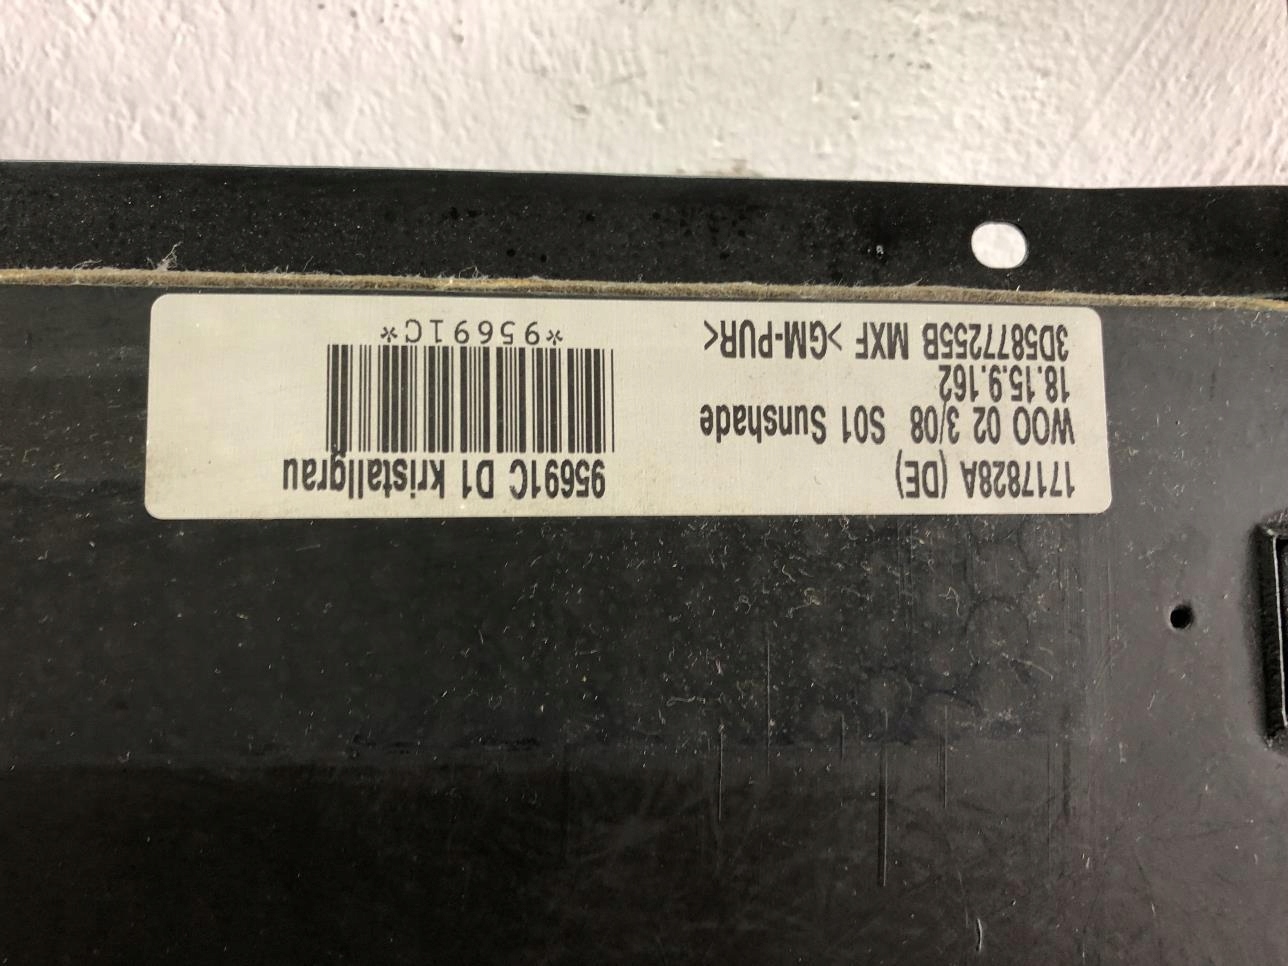 1717828A (DE)
WOO 02 3/08 S01 Sunshade
18.15.9.162
3D5877255B MXF >GM-PUR<
95691C D1 kristallgrau
*95691C*